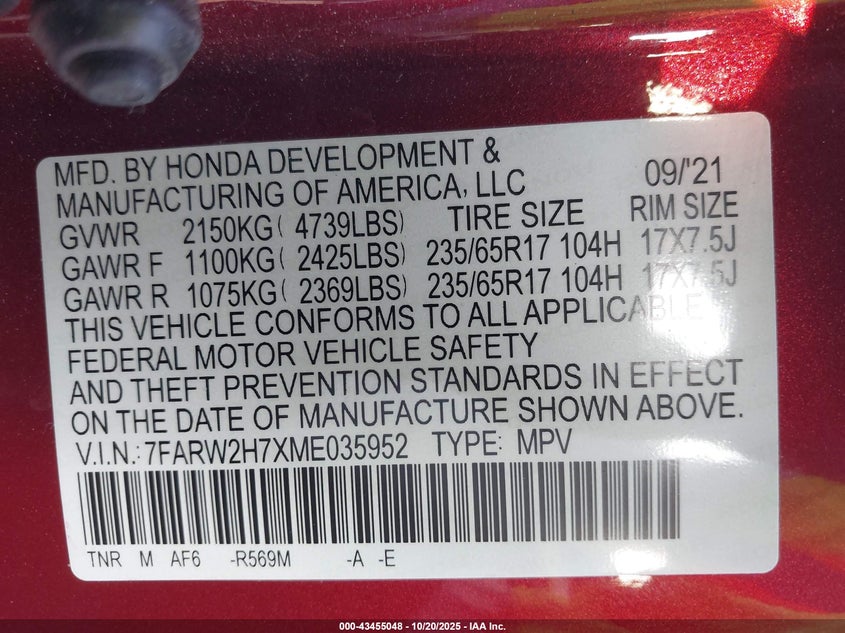 MFD. BY HONDA DEVELOPMENT &
MANUFACTURING OF AMERICA, LLC 09/'21
GVWR 2150KG( 4739LBS) TIRE SIZE RIM SIZE
GAWR F 1100KG( 2425LBS) 235/65R17 104H 17X7.5J
GAWR R 1075KG( 2369LBS) 235/65R17 104H 17X7.5J
THIS VEHICLE CONFORMS TO ALL APPLICABLE
FEDERAL MOTOR VEHICLE SAFETY
AND THEFT PREVENTION STANDARDS IN EFFECT
ON THE DATE OF MANUFACTURE SHOWN ABOVE.
V.I.N.: 7FARW2H7XME035952 TYPE: MPV
TNR M AF6 -R569M -A -E
000-43455048 - 10/20/2025 - IAA Inc.